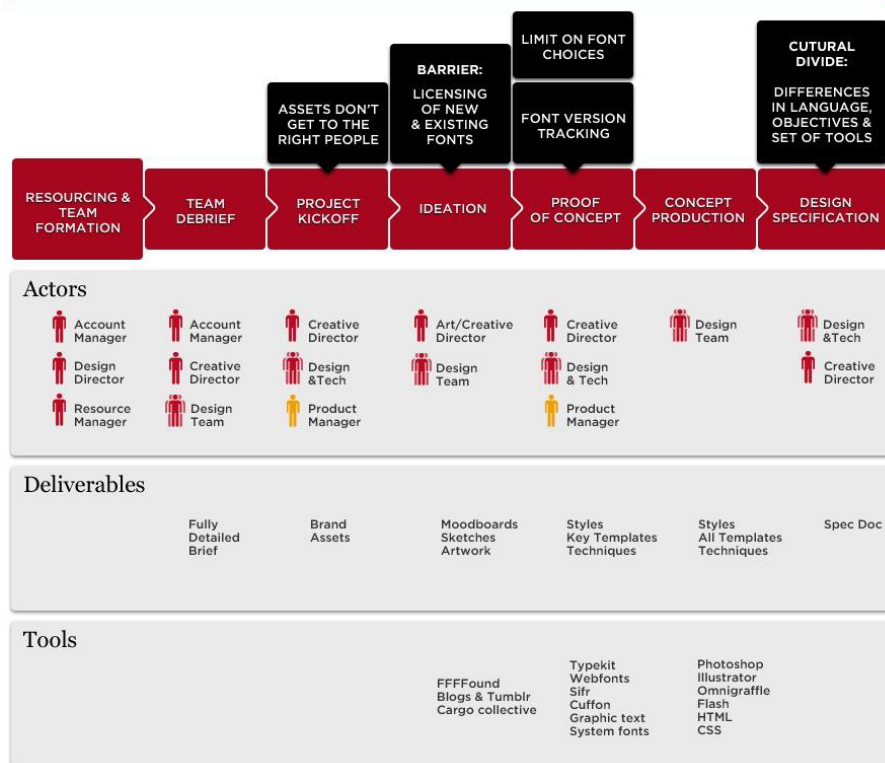 LIMIT ON FONT
CHOICES
CUTURAL
DIVIDE:
DIFFERENCES
IN LANGUAGE,
OBJECTIVES &
SET OF TOOLS
BARRIER:
LICENSING
OF NEW
& EXISTING
FONTS
ASSETS DON'T
GET TO THE
RIGHT PEOPLE
FONT VERSION
TRACKING
RESOURCING &
TEAM
FORMATION
TEAM
DEBRIEF
PROJECT
KICKOFF
IDEATION
PROOF
OF CONCEPT
CONCEPT
PRODUCTION
DESIGN
SPECIFICATION
Actors
Account
Manager
Design
Director
Resource
Manager
Account
Manager
Creative
Director
Design
Team
Creative
Director
Design
&Tech
Product
Manager
Art/Creative
Director
Design
Team
Creative
Director
Design
& Tech
Product
Manager
Design
Team
Design
&Tech
Creative
Director
Deliverables
Fully
Detailed
Brief
Brand
Assets
Moodboards
Sketches
Artwork
Styles
Key Templates
Techniques
Styles
All Templates
Techniques
Spec Doc
Tools
FFFFound
Blogs & Tumblr
Cargo collective
Typekit
Webfonts
Sifr
Cuffon
Graphic text
System fonts
Photoshop
Illustrator
Omnigraffle
Flash
HTML
CSS